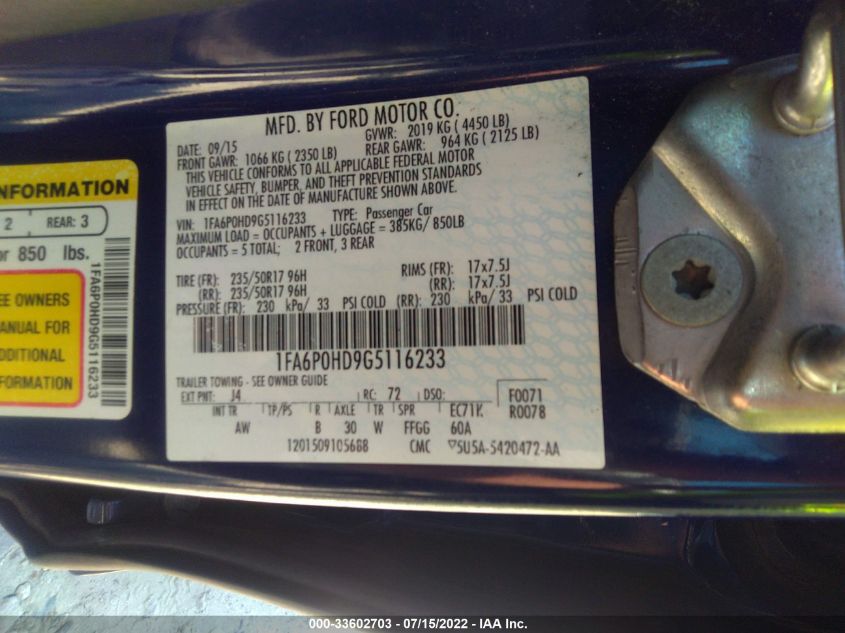 MFD. BY FORD MOTOR CO.
DATE: 09/15 GVWR: 2019 KG ( 4450 LB)
FRONT GAWR: 1066 KG ( 2350 LB) REAR GAWR: 964 KG ( 2125 LB)
THIS VEHICLE CONFORMS TO ALL APPLICABLE FEDERAL MOTOR
VEHICLE SAFETY, BUMPER, AND THEFT PREVENTION STANDARDS
IN EFFECT ON THE DATE OF MANUFACTURE SHOWN ABOVE.
VIN: 1FA6P0HD9G5116233 TYPE: Passenger Car
MAXIMUM LOAD = OCCUPANTS + LUGGAGE = 385KG/ 850LB
OCCUPANTS = 5 TOTAL; 2 FRONT, 3 REAR
TIRE (FR): 235/50R17 96H RIMS (FR): 17x7.5J
(RR): 235/50R17 96H (RR): 17x7.5J
PRESSURE (FR): 230 kPa/ 33 PSI COLD (RR): 230 kPa/ 33 PSI COLD
1FA6P0HD9G5116233
TRAILER TOWING - SEE OWNER GUIDE
EXT PNT: J4 RC: 72 DSO: F0071
INT TR TP/PS R AXLE TR SPR EC71K R0078
AW B 30 W FFGG 60A
120150910568B CMC 5U5A-5420472-AA
INFORMATION
2 REAR: 3
or 850 lbs.
EE OWNERS
ANUAL FOR
DDITIONAL
FORMATION
1FA6P0HD9G5116233
000-33602703 - 07/15/2022 - IAA Inc.